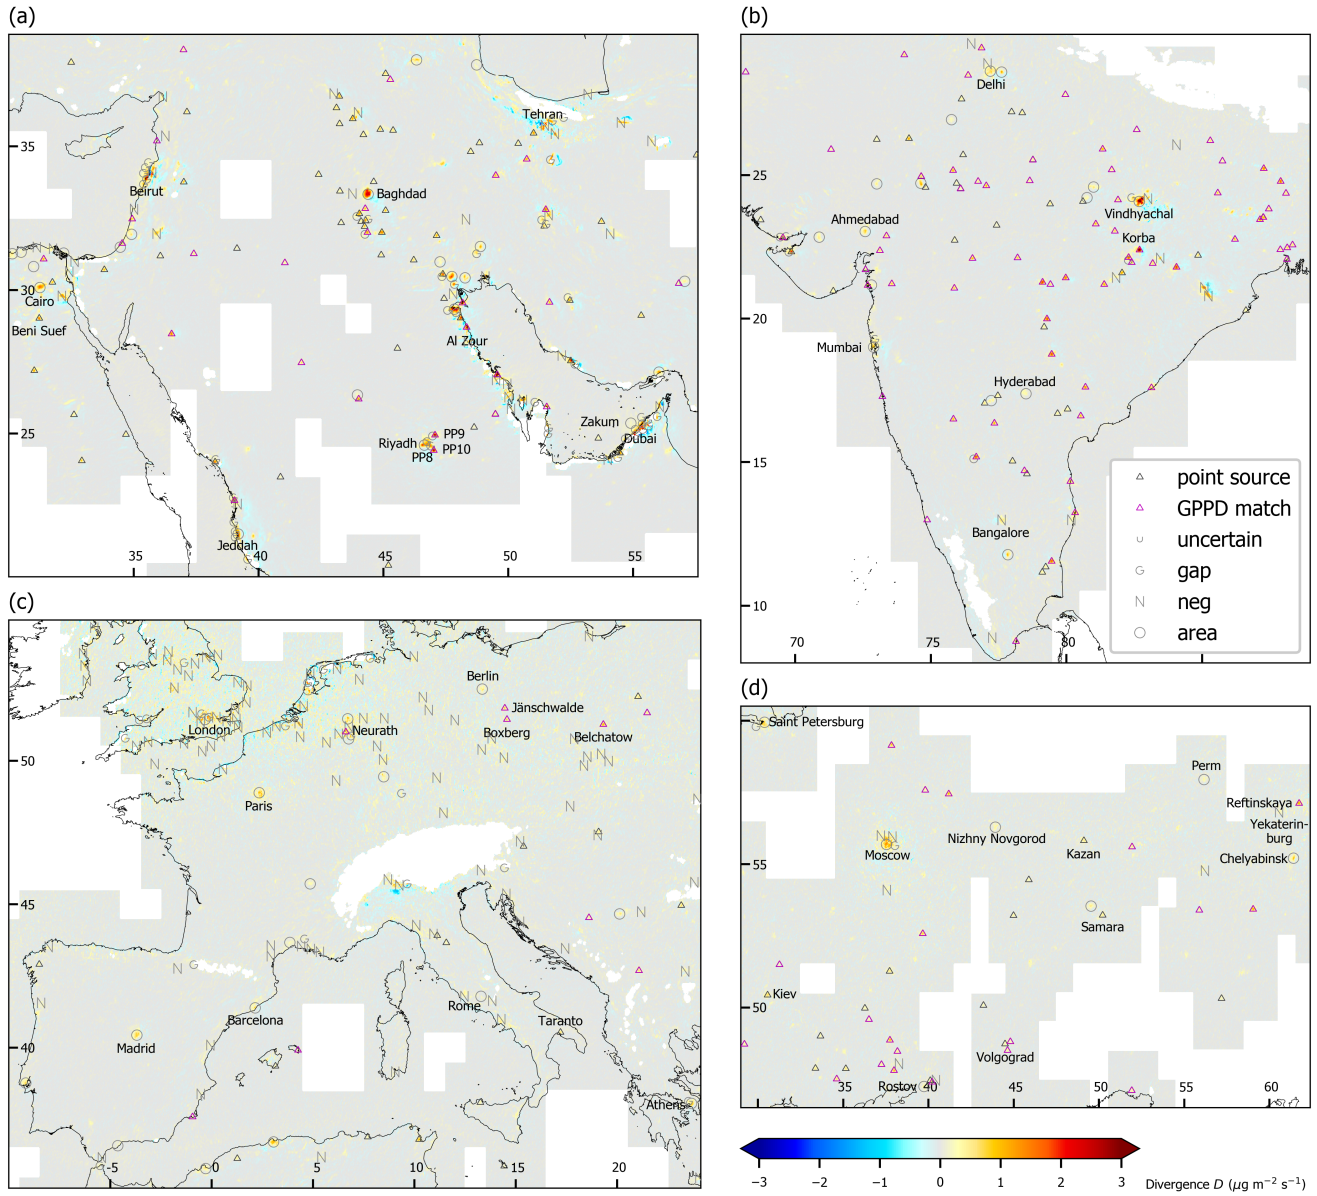 (a)
Tehran
35
Beirut
Baghdad
30
Cairo
Beni Suef
Al Zour
25
Zakum
Dubai
Riyadh
PP9
PP8
PP10
Jeddah
35
40
45
50
55
(b)
Delhi
25
Vindhyachal
Ahmedabad
Korba
20
Mumbai
Hyderabad
15
Bangalore
10
70
75
80
point source
GPPD match
uncertain
gap
neg
area
(c)
Berlin
Jänschwalde
London
Neurath
Boxberg
Belchatow
50
Paris
45
Rome
Barcelona
Taranto
Madrid
40
Athens
-5
0
5
10
15
20
(d)
Saint Petersburg
Perm
Reftinskaya
Yekaterin-
burg
Nizhny Novgorod
Moscow
Kazan
Chelyabinsk
55
Samara
Kiev
50
Volgograd
Rostov
35
40
45
50
55
60
−3
−2
−1
0
1
2
3
Divergence D (μg m⁻² s⁻¹)